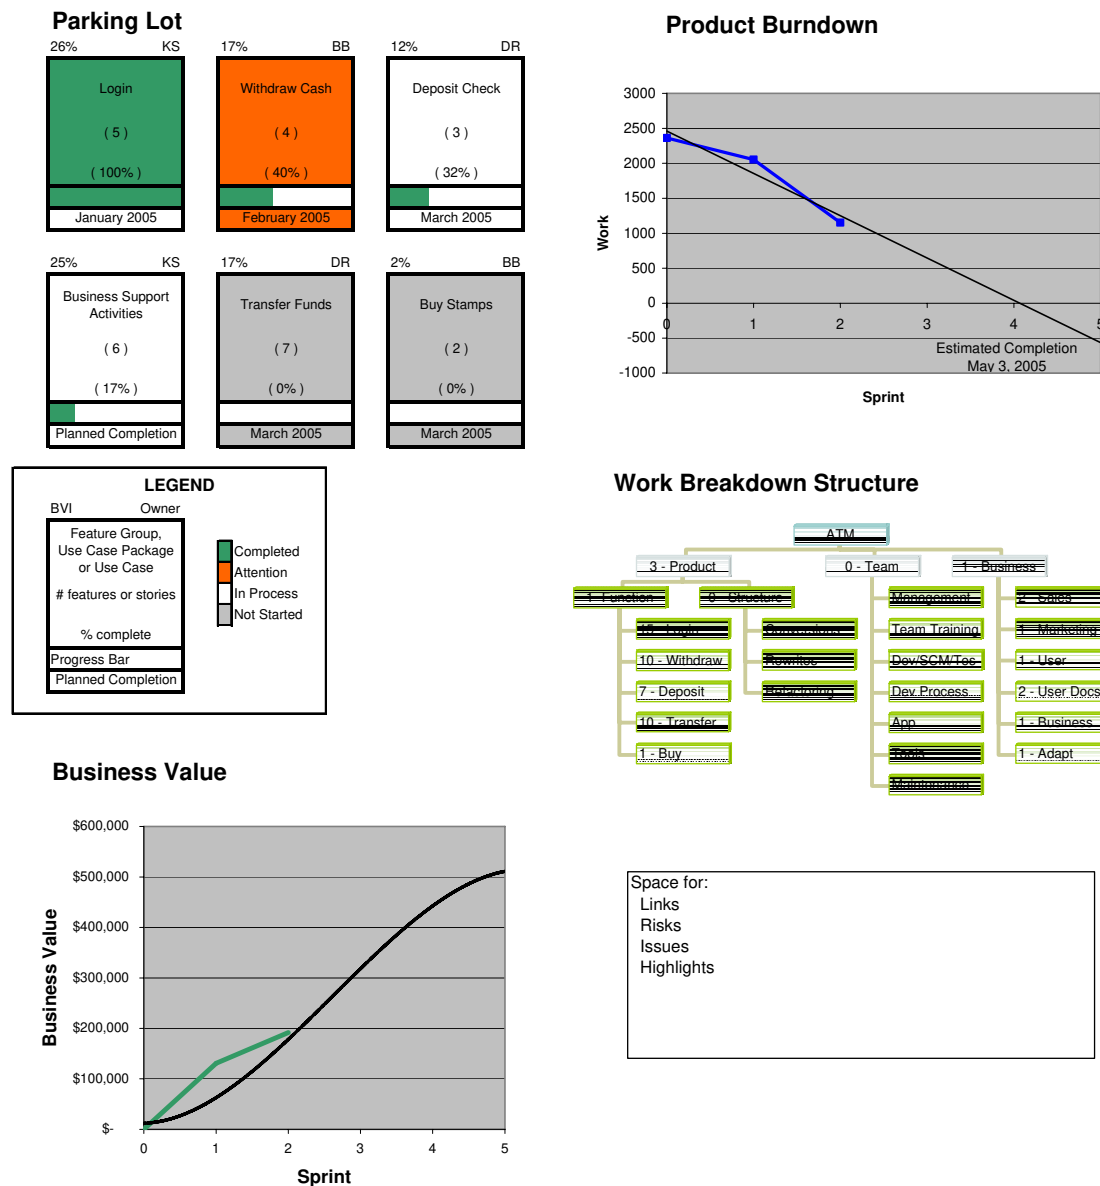 Parking Lot
26% KS
Login
( 5 )
( 100% )
January 2005
17% BB
Withdraw Cash
( 4 )
( 40% )
February 2005
12% DR
Deposit Check
( 3 )
( 32% )
March 2005
25% KS
Business Support
Activities
( 6 )
( 17% )
Planned Completion
17% DR
Transfer Funds
( 7 )
( 0% )
March 2005
2% BB
Buy Stamps
( 2 )
( 0% )
March 2005
LEGEND
BVI Owner
Feature Group,
Use Case Package
or Use Case
# features or stories
% complete
Progress Bar
Planned Completion
Completed
Attention
In Process
Not Started
Product Burndown
3000
2500
2000
1500
1000
500
0
-500
-1000
Work
0 1 2 3 4 5
Estimated Completion
May 3, 2005
Sprint
Work Breakdown Structure
ATM
3 - Product
0 - Team
1 - Business
1- Function
0 - Structure
15 - Login
10 - Withdraw
7 - Deposit
10 - Transfer
1 - Buy
Conversions
Rewrites
Refactoring
Management
Team Training
Dev/SCM/Tes
Dev Process
App
Tools
Maintenance
2 - Sales
1 - Marketing
1 - User
2 - User Docs
1 - Business
1 - Adapt
Business Value
$600,000
$500,000
$400,000
$300,000
$200,000
$100,000
$-
Business Value
0 1 2 3 4 5
Sprint
Space for:
Links
Risks
Issues
Highlights